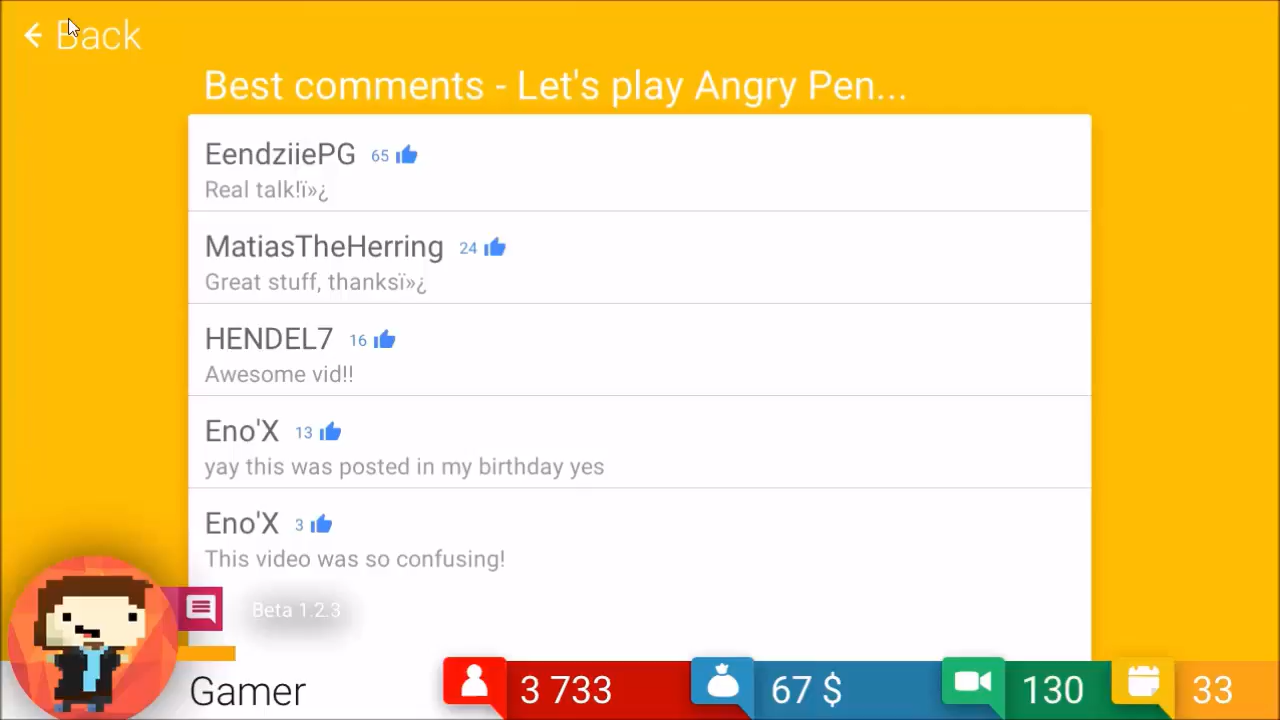 Back
Best comments - Let's play Angry Pen...
EendziiePG 65
Real talk!ï»¿
MatiasTheHerring 24
Great stuff, thanksï»¿
HENDEL7 16
Awesome vid!!
Eno'X 13
yay this was posted in my birthday yes
Eno'X 3
This video was so confusing!
Beta 1.2.3
Gamer 3 733 67 $ 130 33